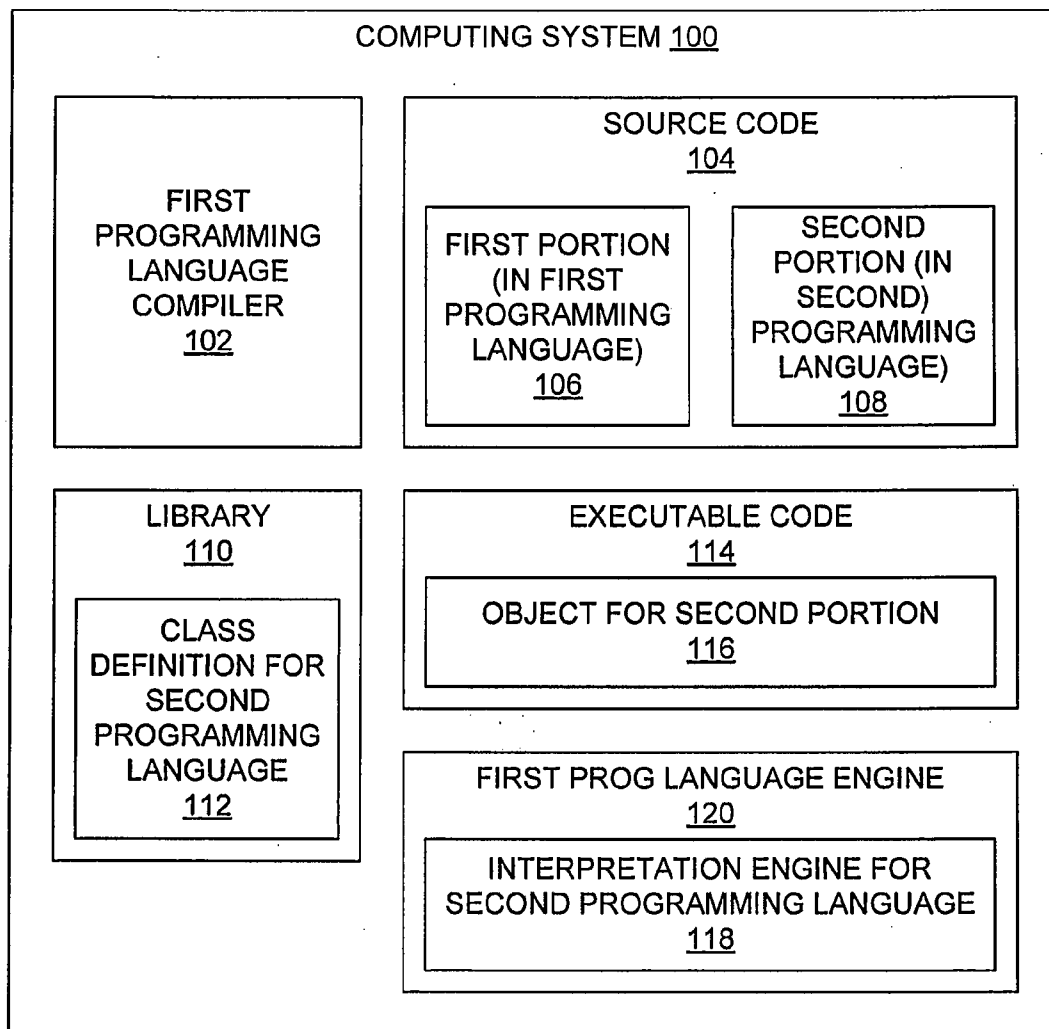 COMPUTING SYSTEM 100
FIRST
PROGRAMMING
LANGUAGE
COMPILER
102
SOURCE CODE
104
FIRST PORTION
(IN FIRST
PROGRAMMING
LANGUAGE)
106
SECOND
PORTION (IN
SECOND)
PROGRAMMING
LANGUAGE)
108
LIBRARY
110
CLASS
DEFINITION FOR
SECOND
PROGRAMMING
LANGUAGE
112
EXECUTABLE CODE
114
OBJECT FOR SECOND PORTION
116
FIRST PROG LANGUAGE ENGINE
120
INTERPRETATION ENGINE FOR
SECOND PROGRAMMING LANGUAGE
118